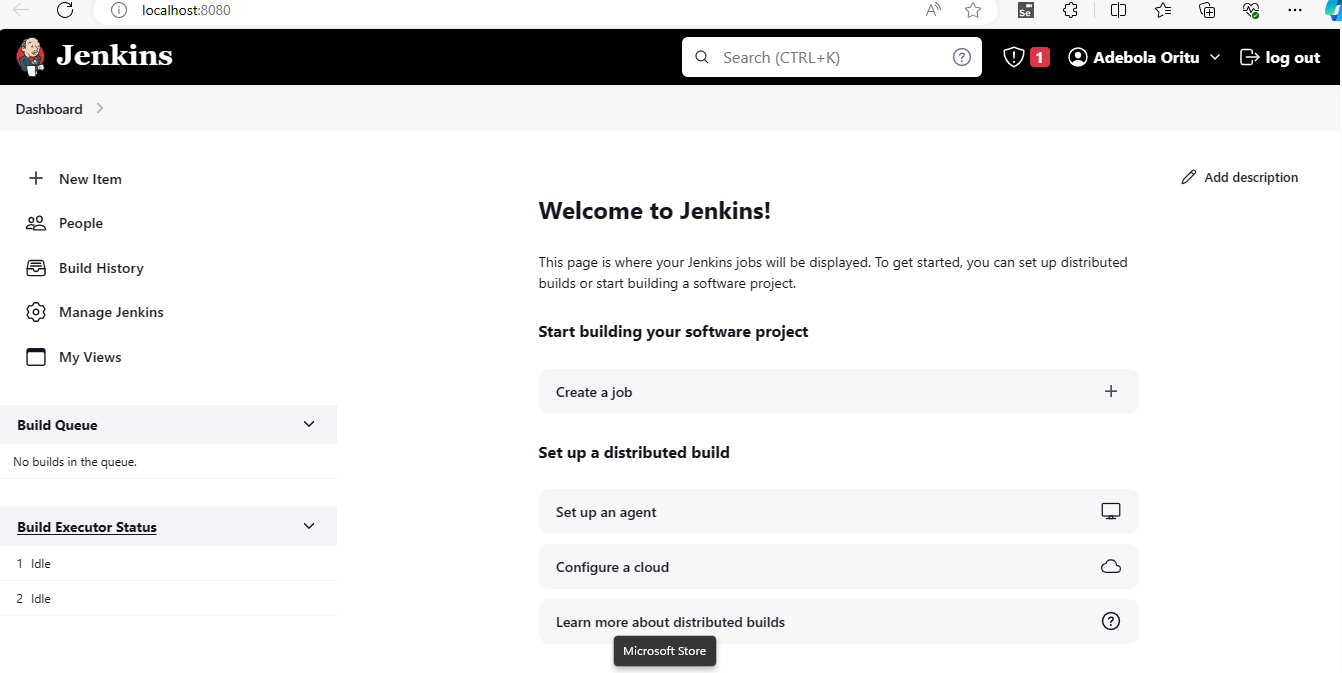 localhost:8080
Se
Jenkins
Search (CTRL+K)
1
Adebola Oritu
log out
Dashboard
New Item
People
Build History
Manage Jenkins
My Views
Build Queue
No builds in the queue.
Build Executor Status
1 Idle
2 Idle
Add description
Welcome to Jenkins!
This page is where your Jenkins jobs will be displayed. To get started, you can set up distributed
builds or start building a software project.
Start building your software project
Create a job
Set up a distributed build
Set up an agent
Configure a cloud
Learn more about distributed builds
Microsoft Store